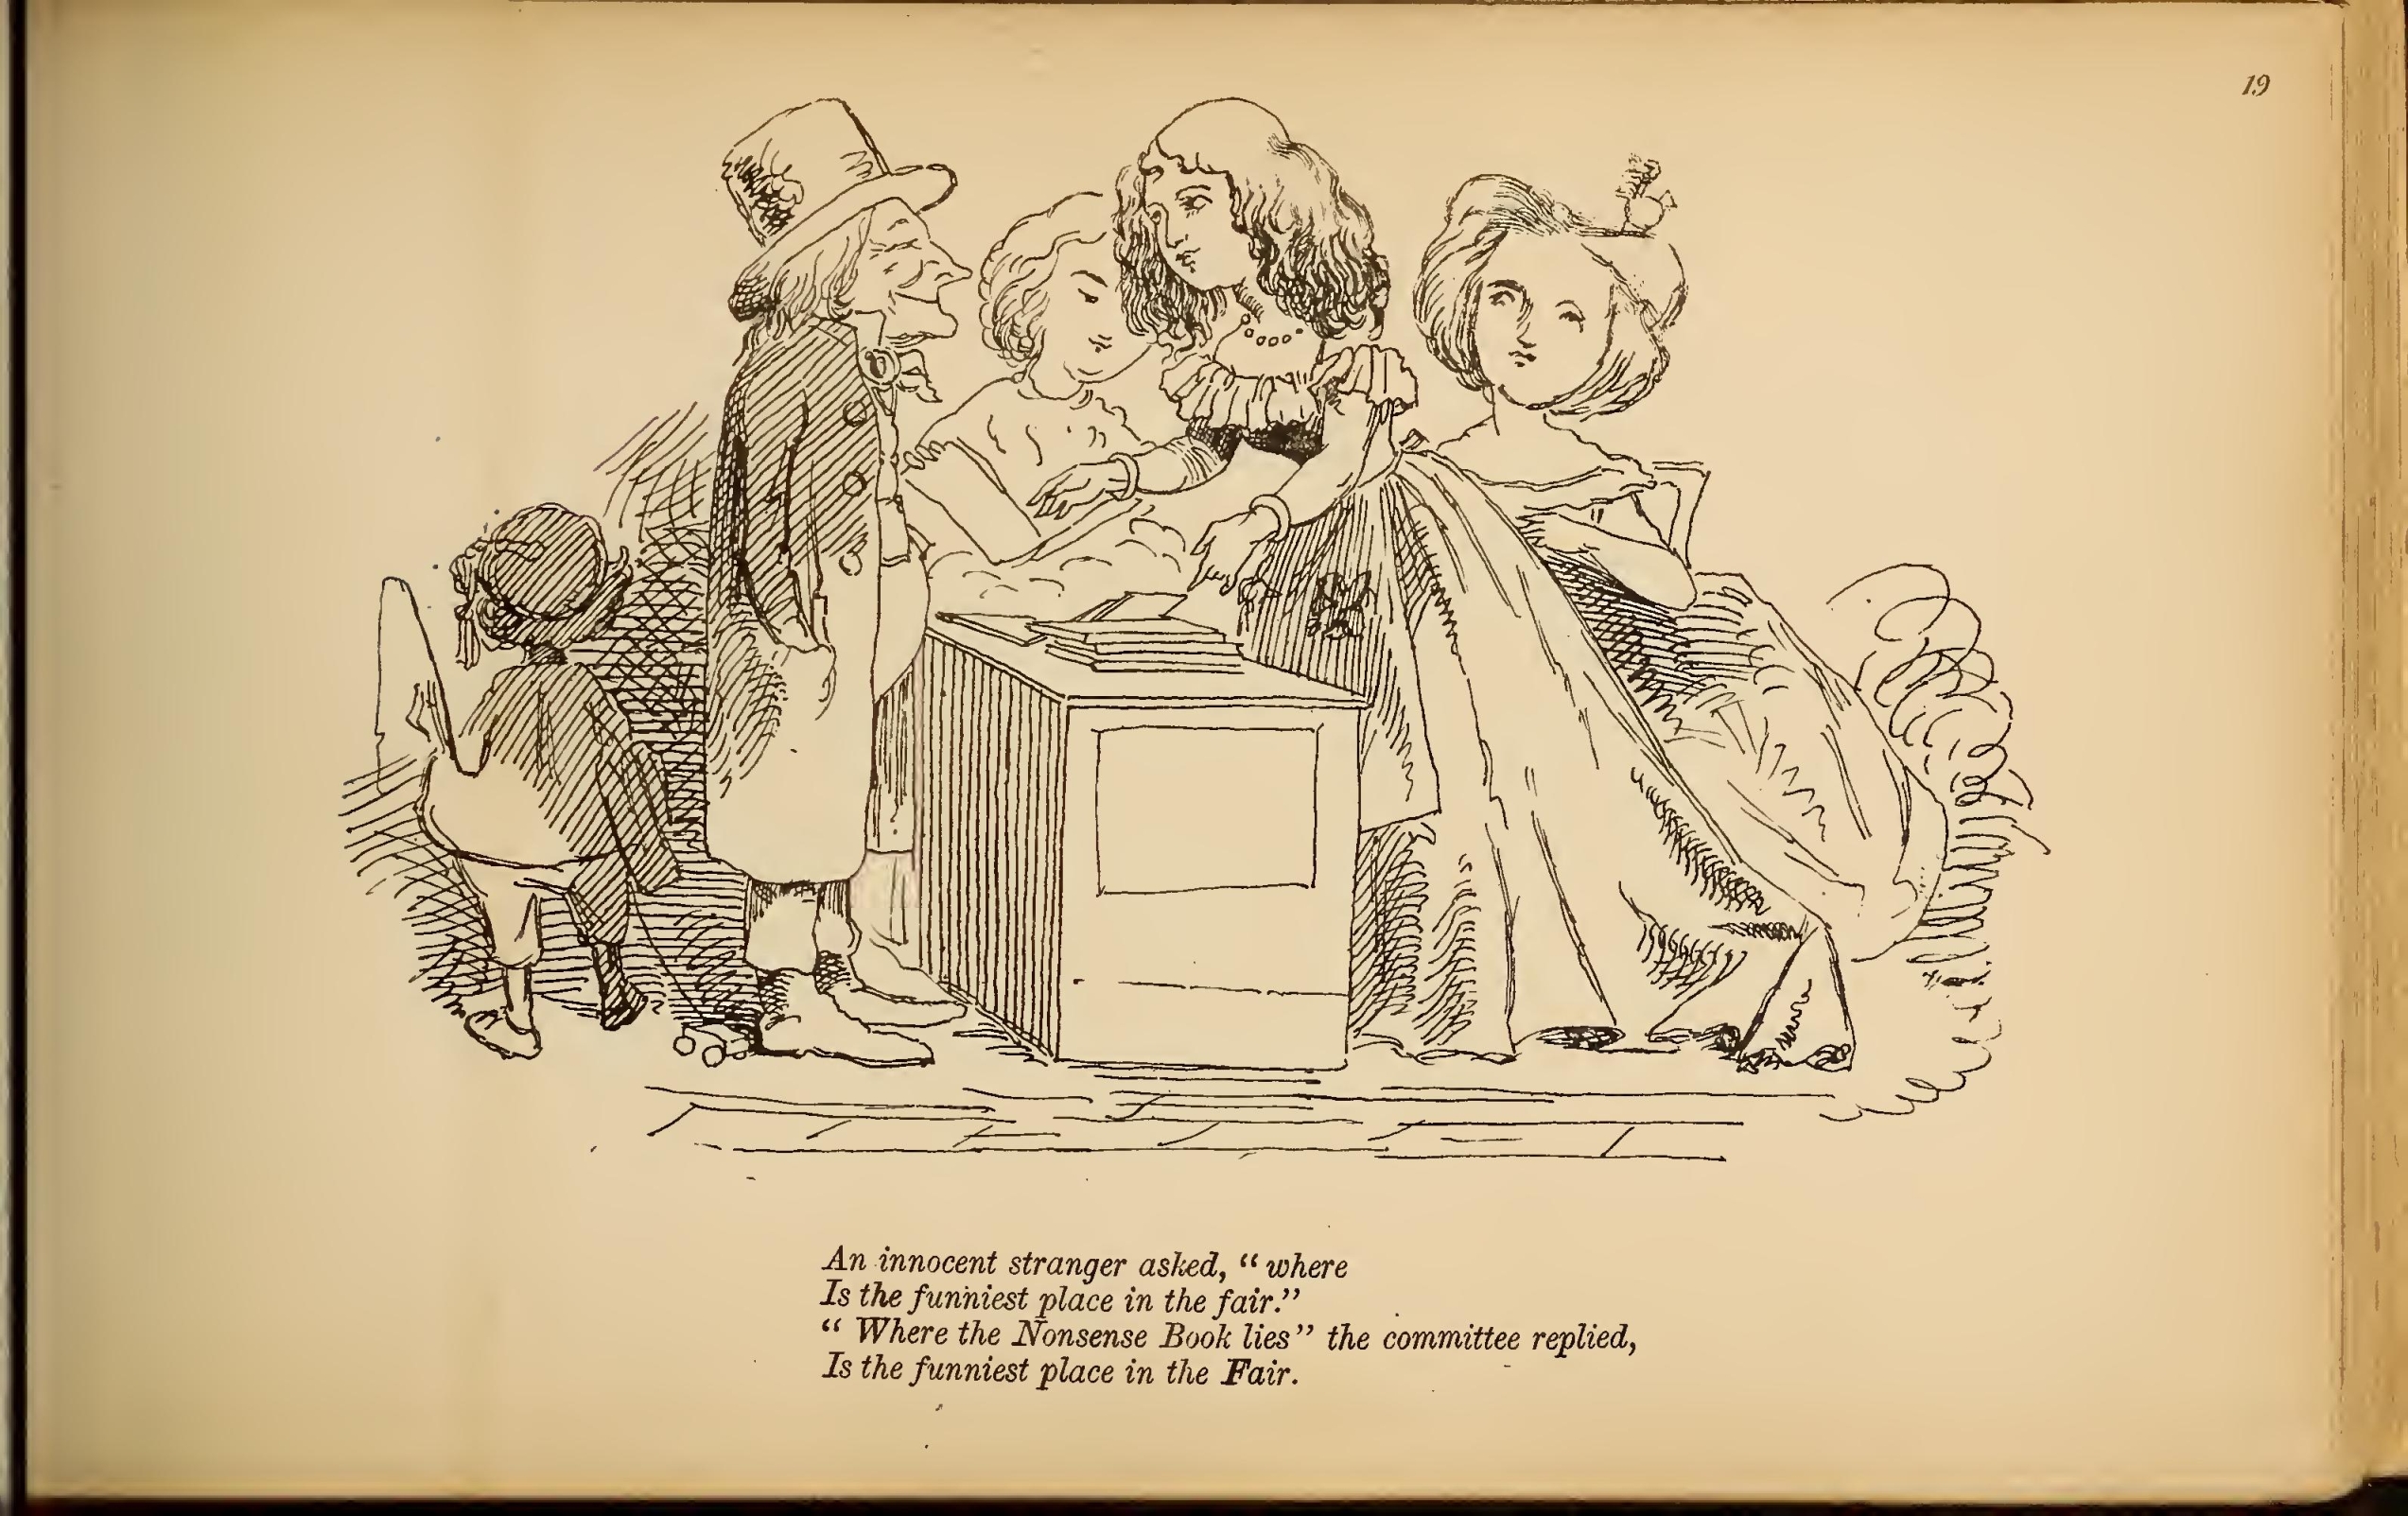 19
An innocent stranger asked, “where
Is the funniest place in the fair.”
“Where the Nonsense Book lies” the committee replied,
Is the funniest place in the Fair.